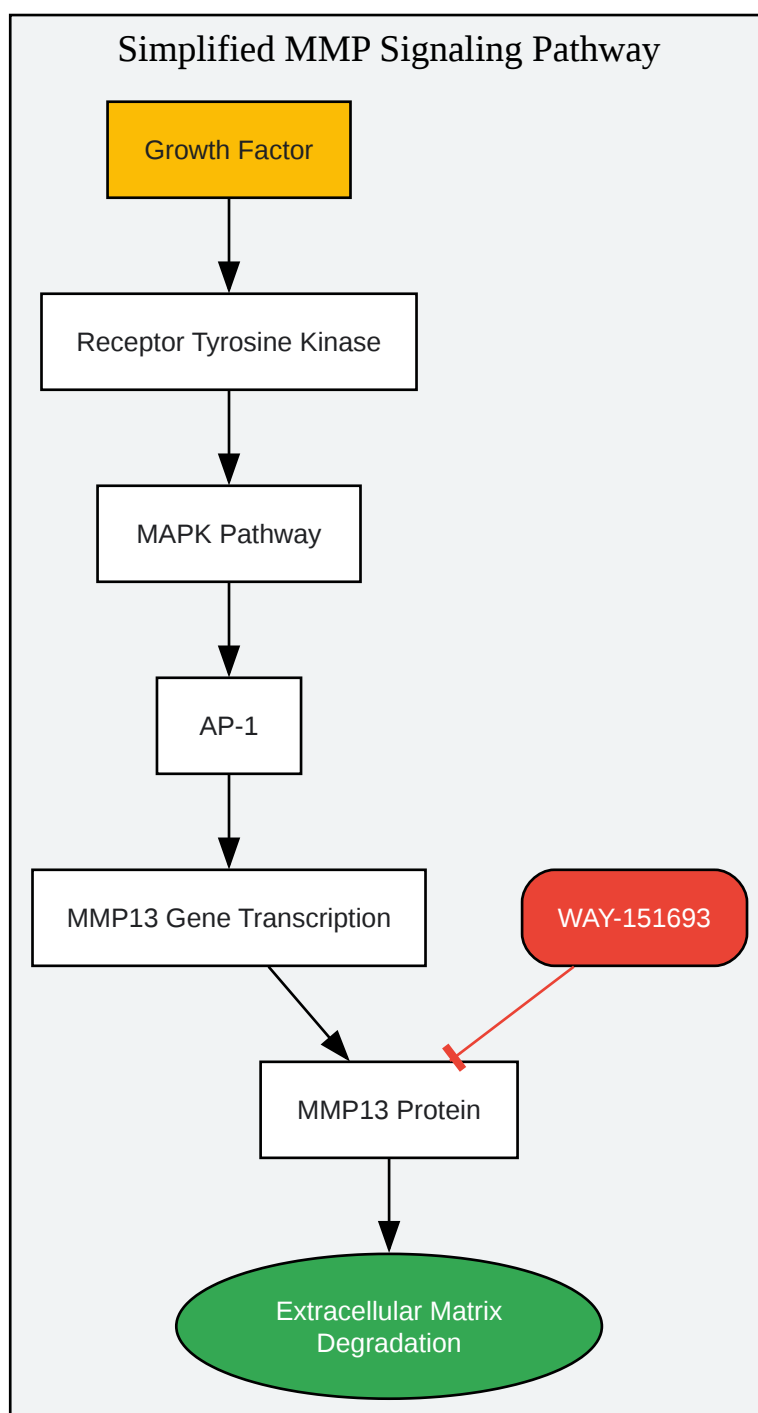 Simplified MMP Signaling Pathway
Growth Factor
Receptor Tyrosine Kinase
MAPK Pathway
AP-1
MMP13 Gene Transcription
WAY-151693
MMP13 Protein
Extracellular Matrix
Degradation